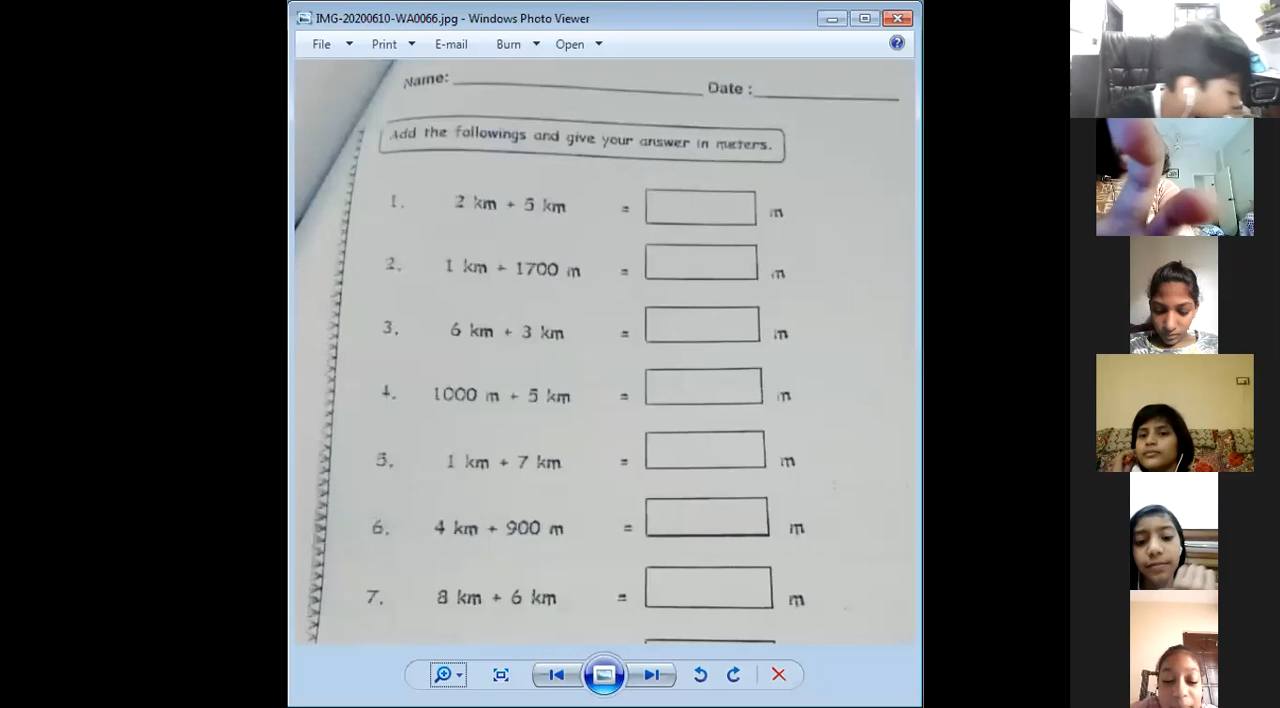 IMG-20200610-WA0066.jpg - Windows Photo Viewer
File Print E-mail Burn Open
Name: Date :
Add the followings and give your answer in meters.
1. 2 km + 5 km = m
2. 1 km + 1700 m = m
3. 6 km + 3 km = m
4. 1000 m + 5 km = m
5. 1 km + 7 km = m
6. 4 km + 900 m = m
7. 8 km + 6 km = m